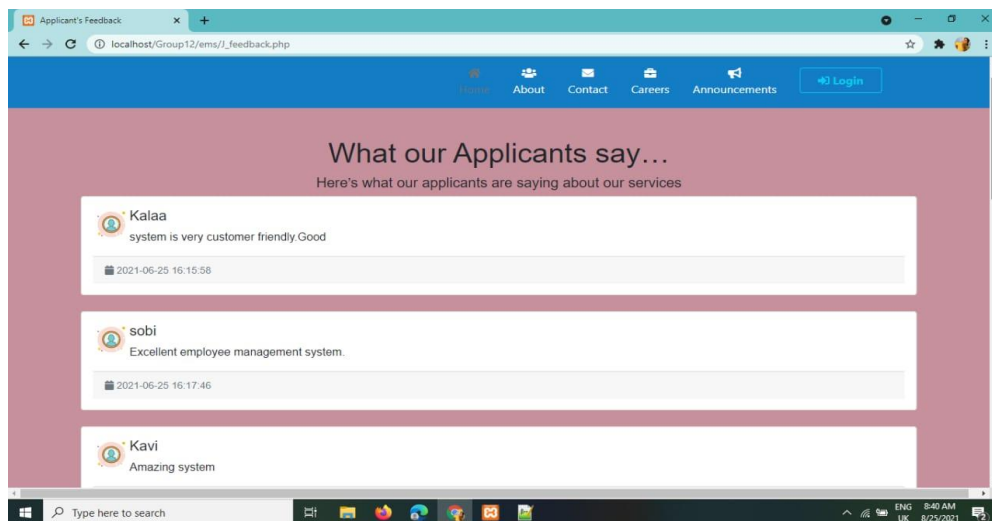 Applicant's Feedback
localhost/Group12/ems/J_feedback.php
Home About Contact Careers Announcements Login
What our Applicants say...
Here's what our applicants are saying about our services
Kalaa
system is very customer friendly.Good
2021-06-25 16:15:58
sobi
Excellent employee management system.
2021-06-25 16:17:46
Kavi
Amazing system
Type here to search
ENG 8:40 AM
UK 8/25/2021
2